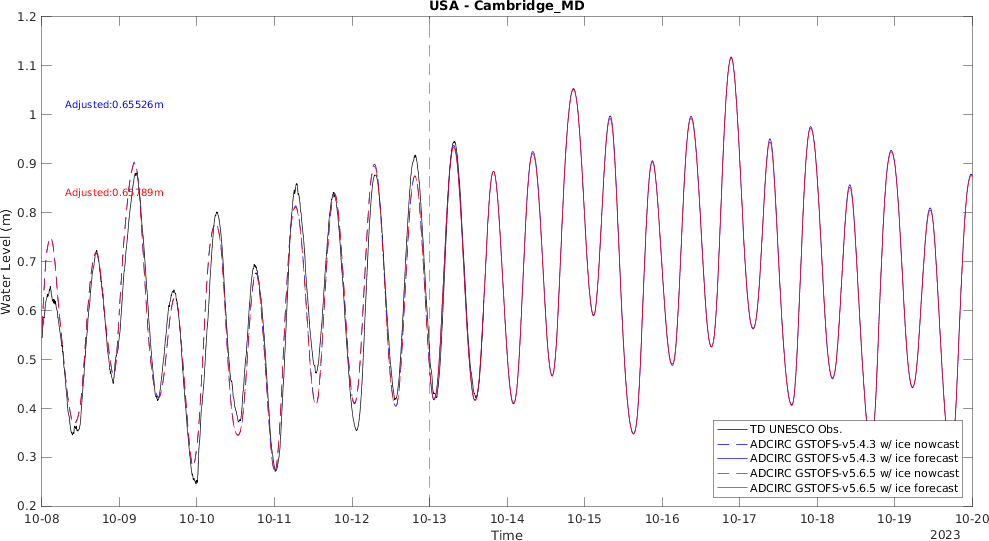 USA - Cambridge_MD
1.2
1.1
1
0.9
0.8
0.7
0.6
0.5
0.4
0.3
0.2
Water Level (m)
Adjusted:0.65526m
Adjusted:0.65789m
TD UNESCO Obs.
ADCIRC GSTOFS-v5.4.3 w/ ice nowcast
ADCIRC GSTOFS-v5.4.3 w/ ice forecast
ADCIRC GSTOFS-v5.6.5 w/ ice nowcast
ADCIRC GSTOFS-v5.6.5 w/ ice forecast
10-08 10-09 10-10 10-11 10-12 10-13 10-14 10-15 10-16 10-17 10-18 10-19 10-20
Time
2023